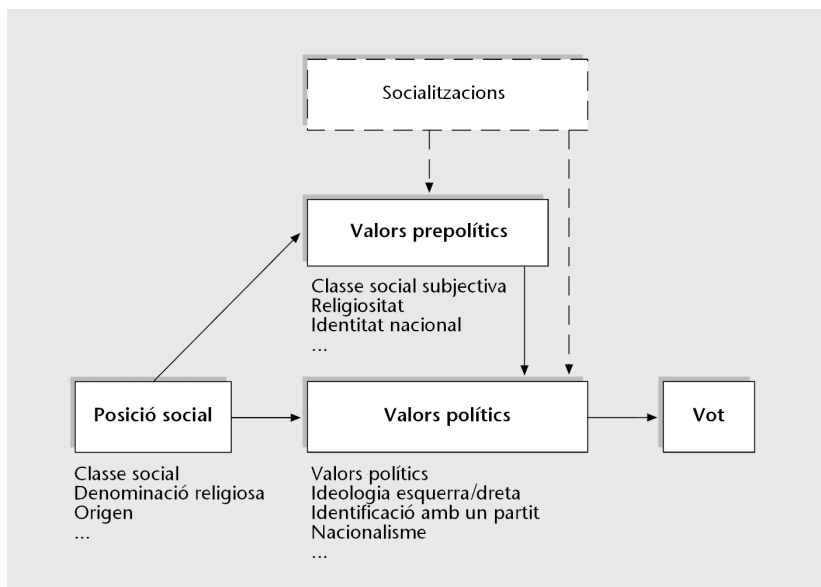 Socialitzacions
Valors prepolítics
Classe social subjectiva
Religiositat
Identitat nacional
...
Posició social
Classe social
Denominació religiosa
Origen
...
Valors polítics
Valors polítics
Ideologia esquerra/dreta
Identificació amb un partit
Nacionalisme
...
Vot